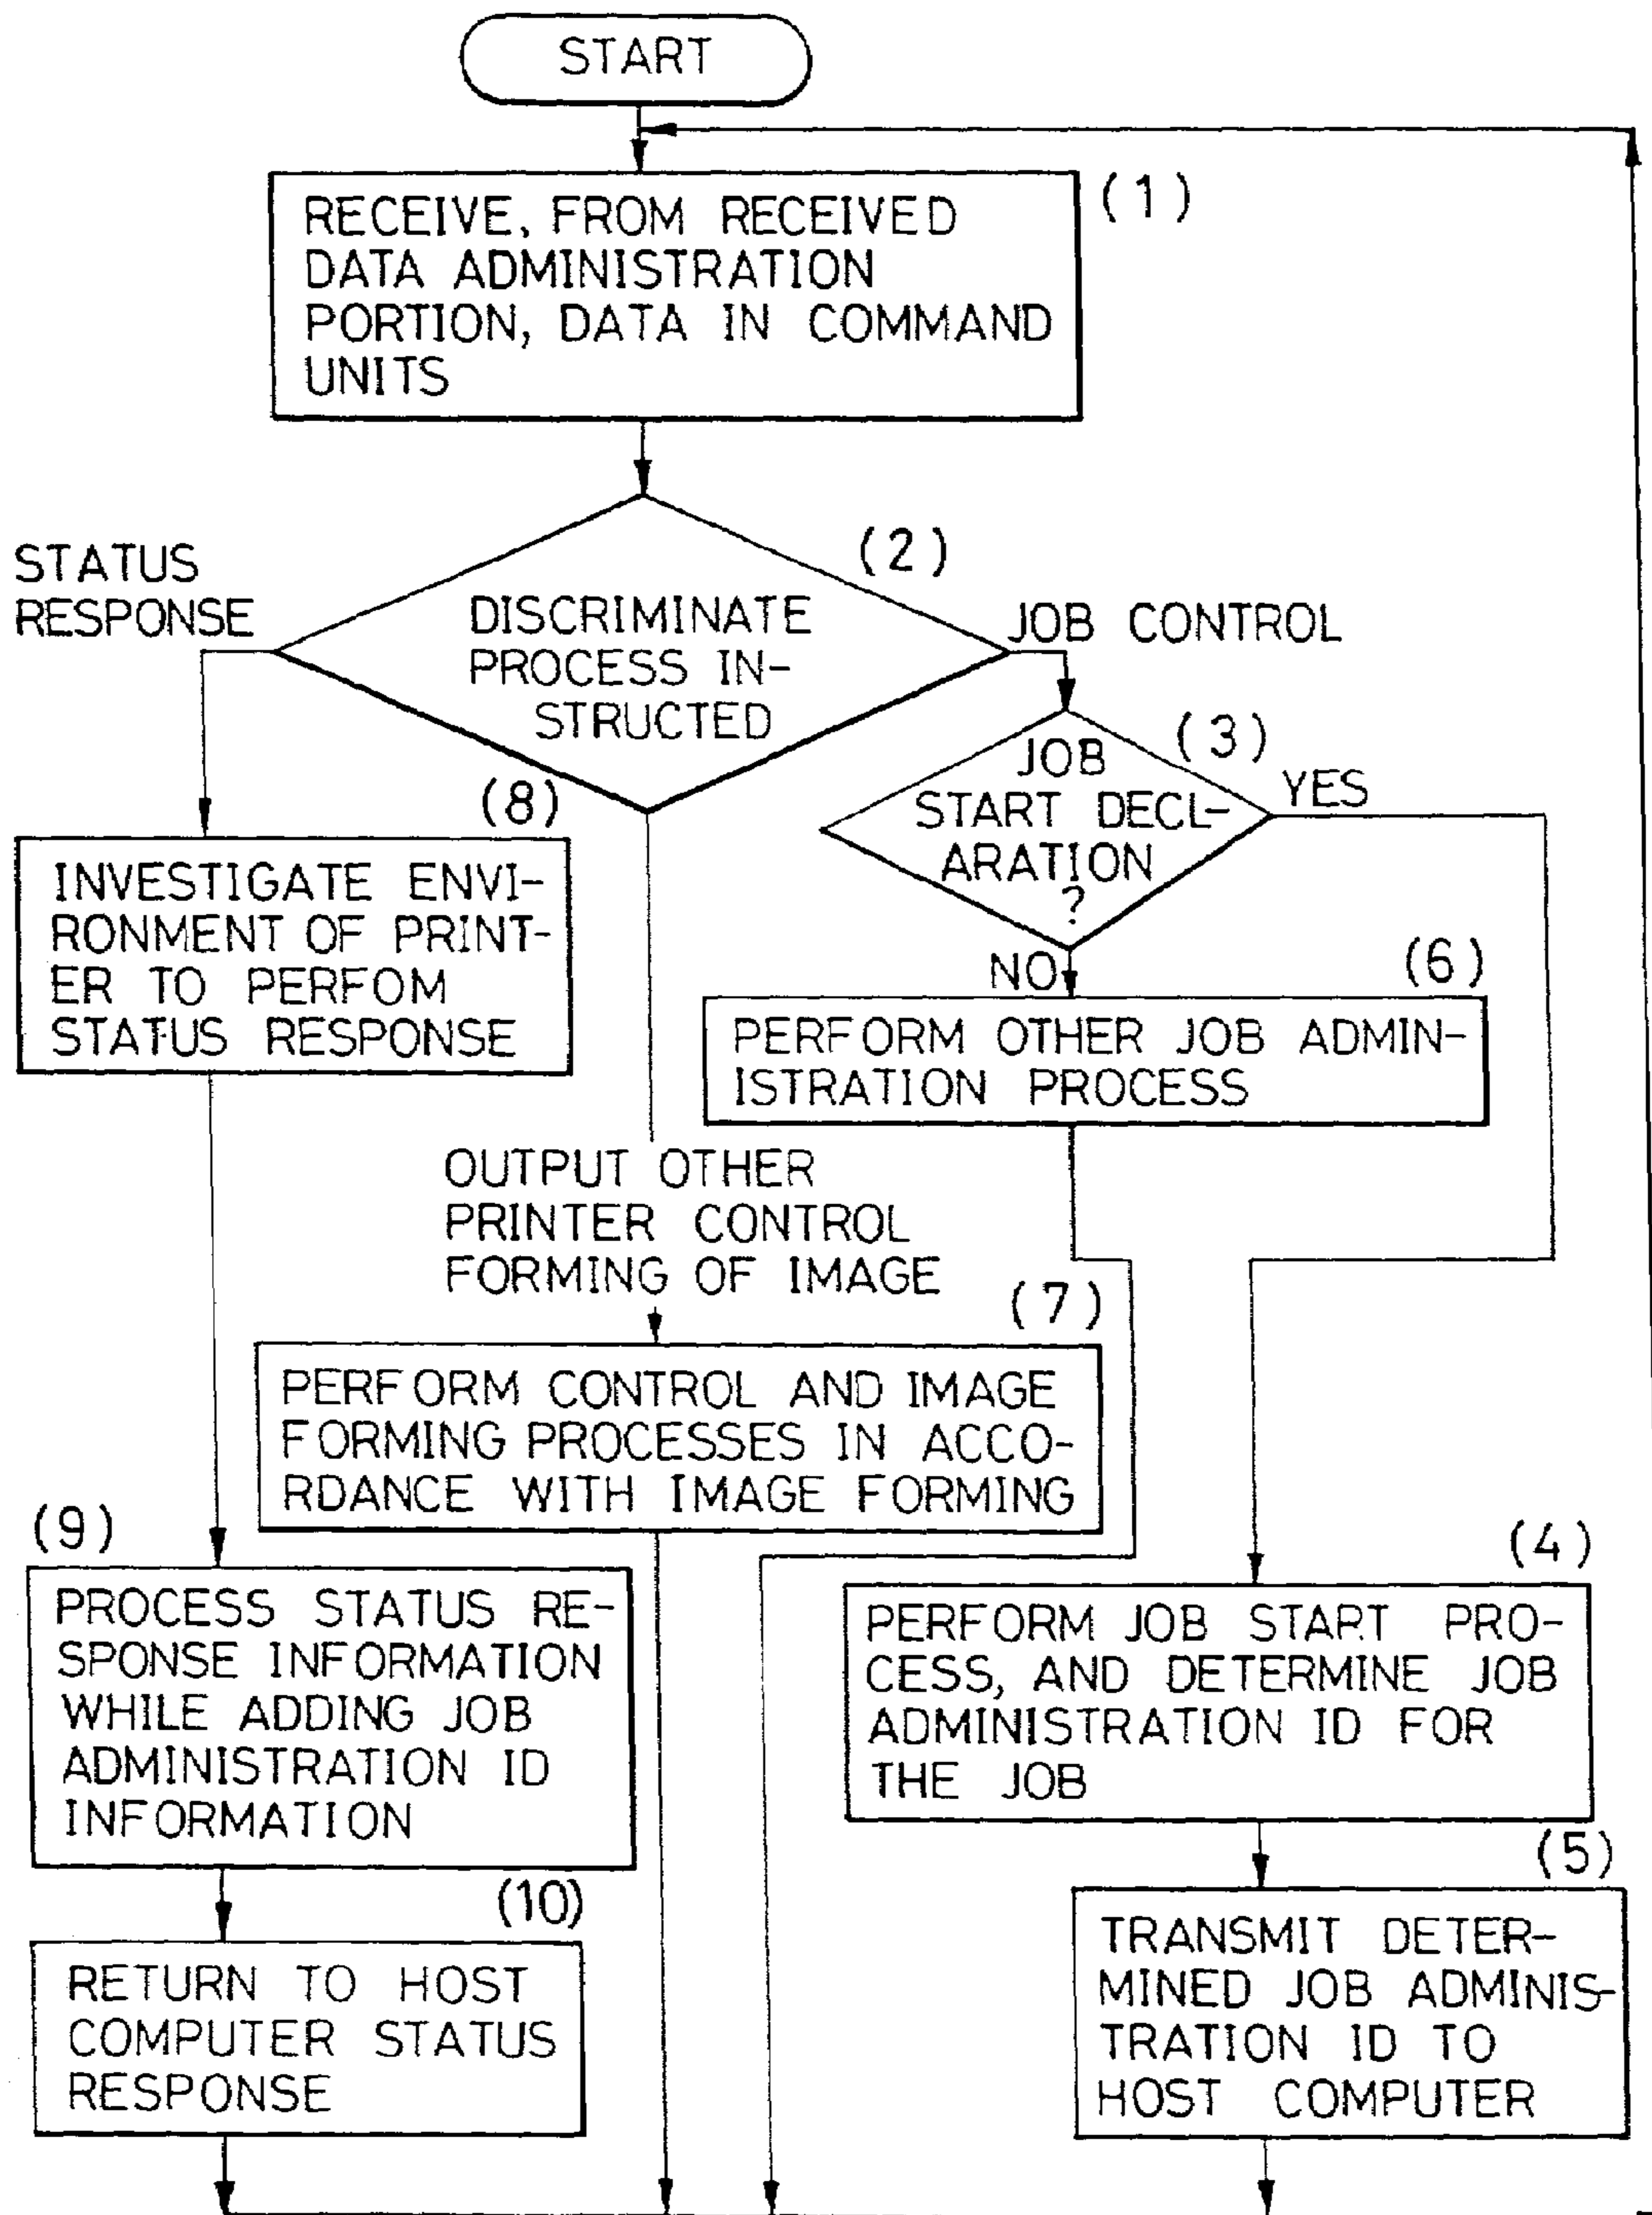 START
(1)
RECEIVE, FROM RECEIVED
DATA ADMINISTRATION
PORTION, DATA IN COMMAND
UNITS
(2)
STATUS
RESPONSE
DISCRIMINATE
PROCESS IN-
STRUCTED
JOB CONTROL
(3)
JOB
START DECL-
ARATION
?
YES
NO
(8)
INVESTIGATE ENVI-
RONMENT OF PRINT-
ER TO PERFOM
STATUS RESPONSE
(6)
PERFORM OTHER JOB ADMIN-
ISTRATION PROCESS
OUTPUT OTHER
PRINTER CONTROL
FORMING OF IMAGE
(7)
PERFORM CONTROL AND IMAGE
FORMING PROCESSES IN ACCO-
RDANCE WITH IMAGE FORMING
(9)
PROCESS STATUS RE-
SPONSE INFORMATION
WHILE ADDING JOB
ADMINISTRATION ID
INFORMATION
(4)
PERFORM JOB START PRO-
CESS, AND DETERMINE JOB
ADMINISTRATION ID FOR
THE JOB
(10)
RETURN TO HOST
COMPUTER STATUS
RESPONSE
(5)
TRANSMIT DETER-
MINED JOB ADMINIS-
TRATION ID TO
HOST COMPUTER